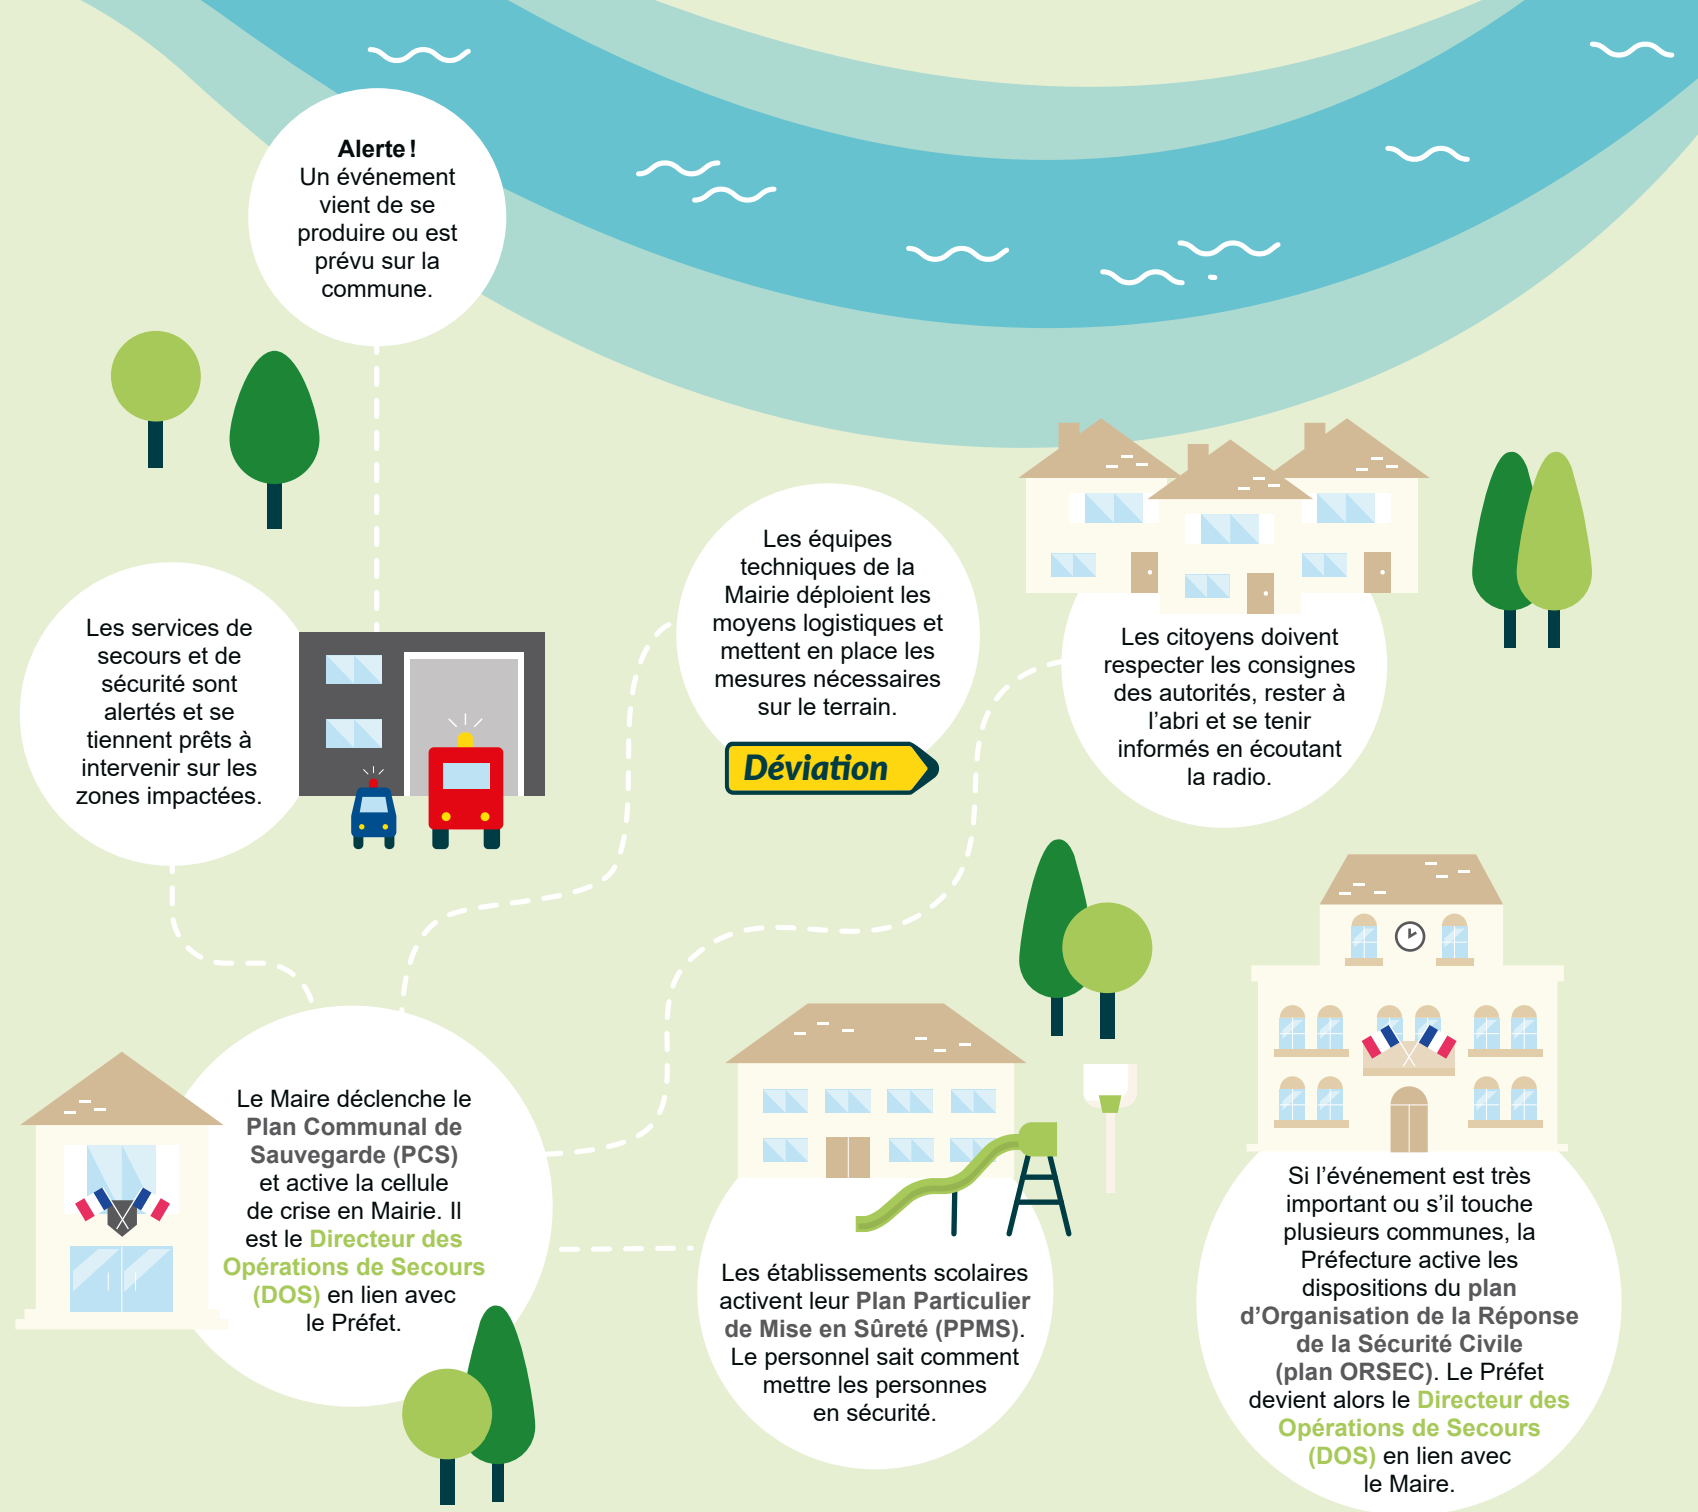 Alerte !
Un événement
vient de se
produire ou est
prévu sur la
commune.
Les services de
secours et de
sécurité sont
alertés et se
tiennent prêts à
intervenir sur les
zones impactées.
Les équipes
techniques de la
Mairie déploient les
moyens logistiques et
mettent en place les
mesures nécessaires
sur le terrain.
Déviation
Les citoyens doivent
respecter les consignes
des autorités, rester à
l’abri et se tenir
informés en écoutant
la radio.
Le Maire déclenche le
Plan Communal de
Sauvegarde (PCS)
et active la cellule
de crise en Mairie. Il
est le Directeur des
Opérations de Secours
(DOS) en lien avec
le Préfet.
Les établissements scolaires
activent leur Plan Particulier
de Mise en Sûreté (PPMS).
Le personnel sait comment
mettre les personnes
en sécurité.
Si l’événement est très
important ou s’il touche
plusieurs communes, la
Préfecture active les
dispositions du plan
d’Organisation de la Réponse
de la Sécurité Civile
(plan ORSEC). Le Préfet
devient alors le Directeur des
Opérations de Secours
(DOS) en lien avec
le Maire.